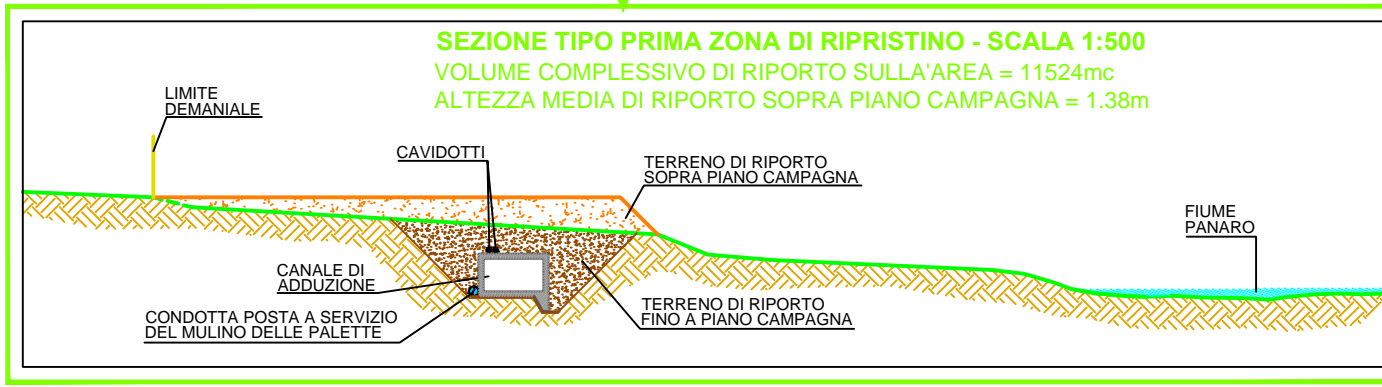 SEZIONE TIPO PRIMA ZONA DI RIPRISTINO - SCALA 1:500
VOLUME COMPLESSIVO DI RIPORTO SULLA'AREA = 11524mc
ALTEZZA MEDIA DI RIPORTO SOPRA PIANO CAMPAGNA = 1.38m
LIMITE
DEMANIALE
CAVIDOTTI
TERRENO DI RIPORTO
SOPRA PIANO CAMPAGNA
FIUME
PANARO
CANALE DI
ADDUZIONE
CONDOTTA POSTA A SERVIZIO
DEL MULINO DELLE PALETTE
TERRENO DI RIPORTO
FINO A PIANO CAMPAGNA